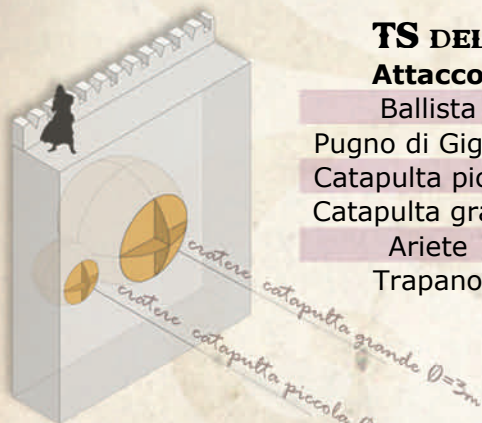 TS DEL
Attacco
Ballista
Pugno di Gig
Catapulta pic
Catapulta gra
Ariete
Trapano
cratere catapulta grande Ø=3m
cratere catapulta piccola